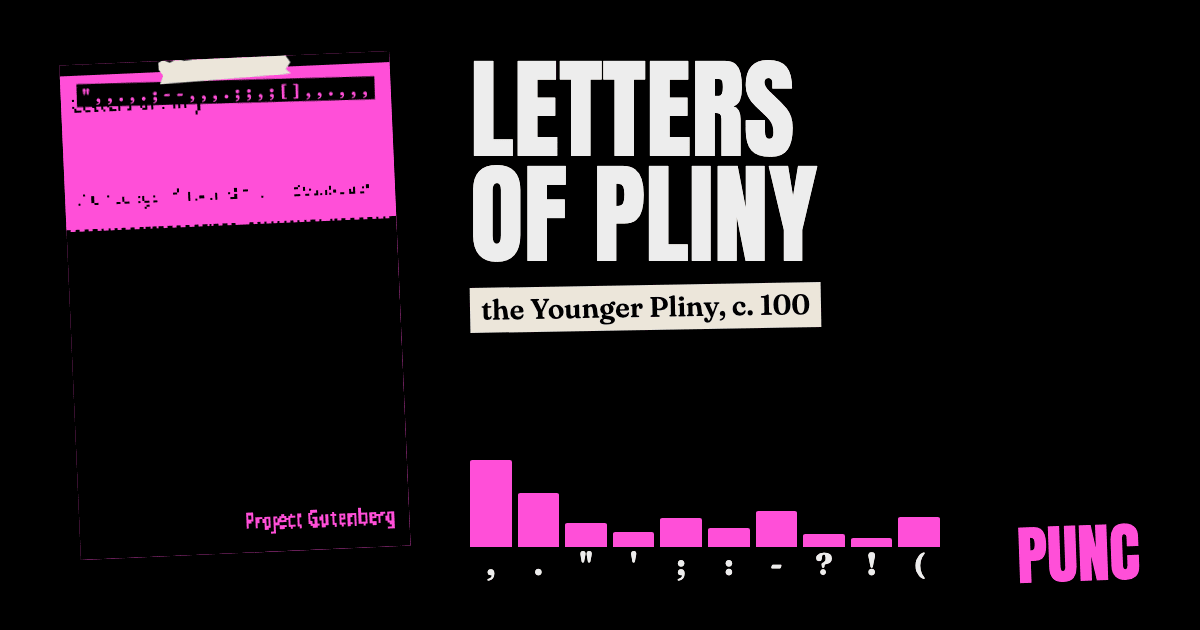 ",,.,.;--,,,.;;,;[],,.,,,
LETTERS
OF PLINY
the Younger Pliny, c. 100
Project Gutenberg
, . " ' ; : - ? ! (
PUNC